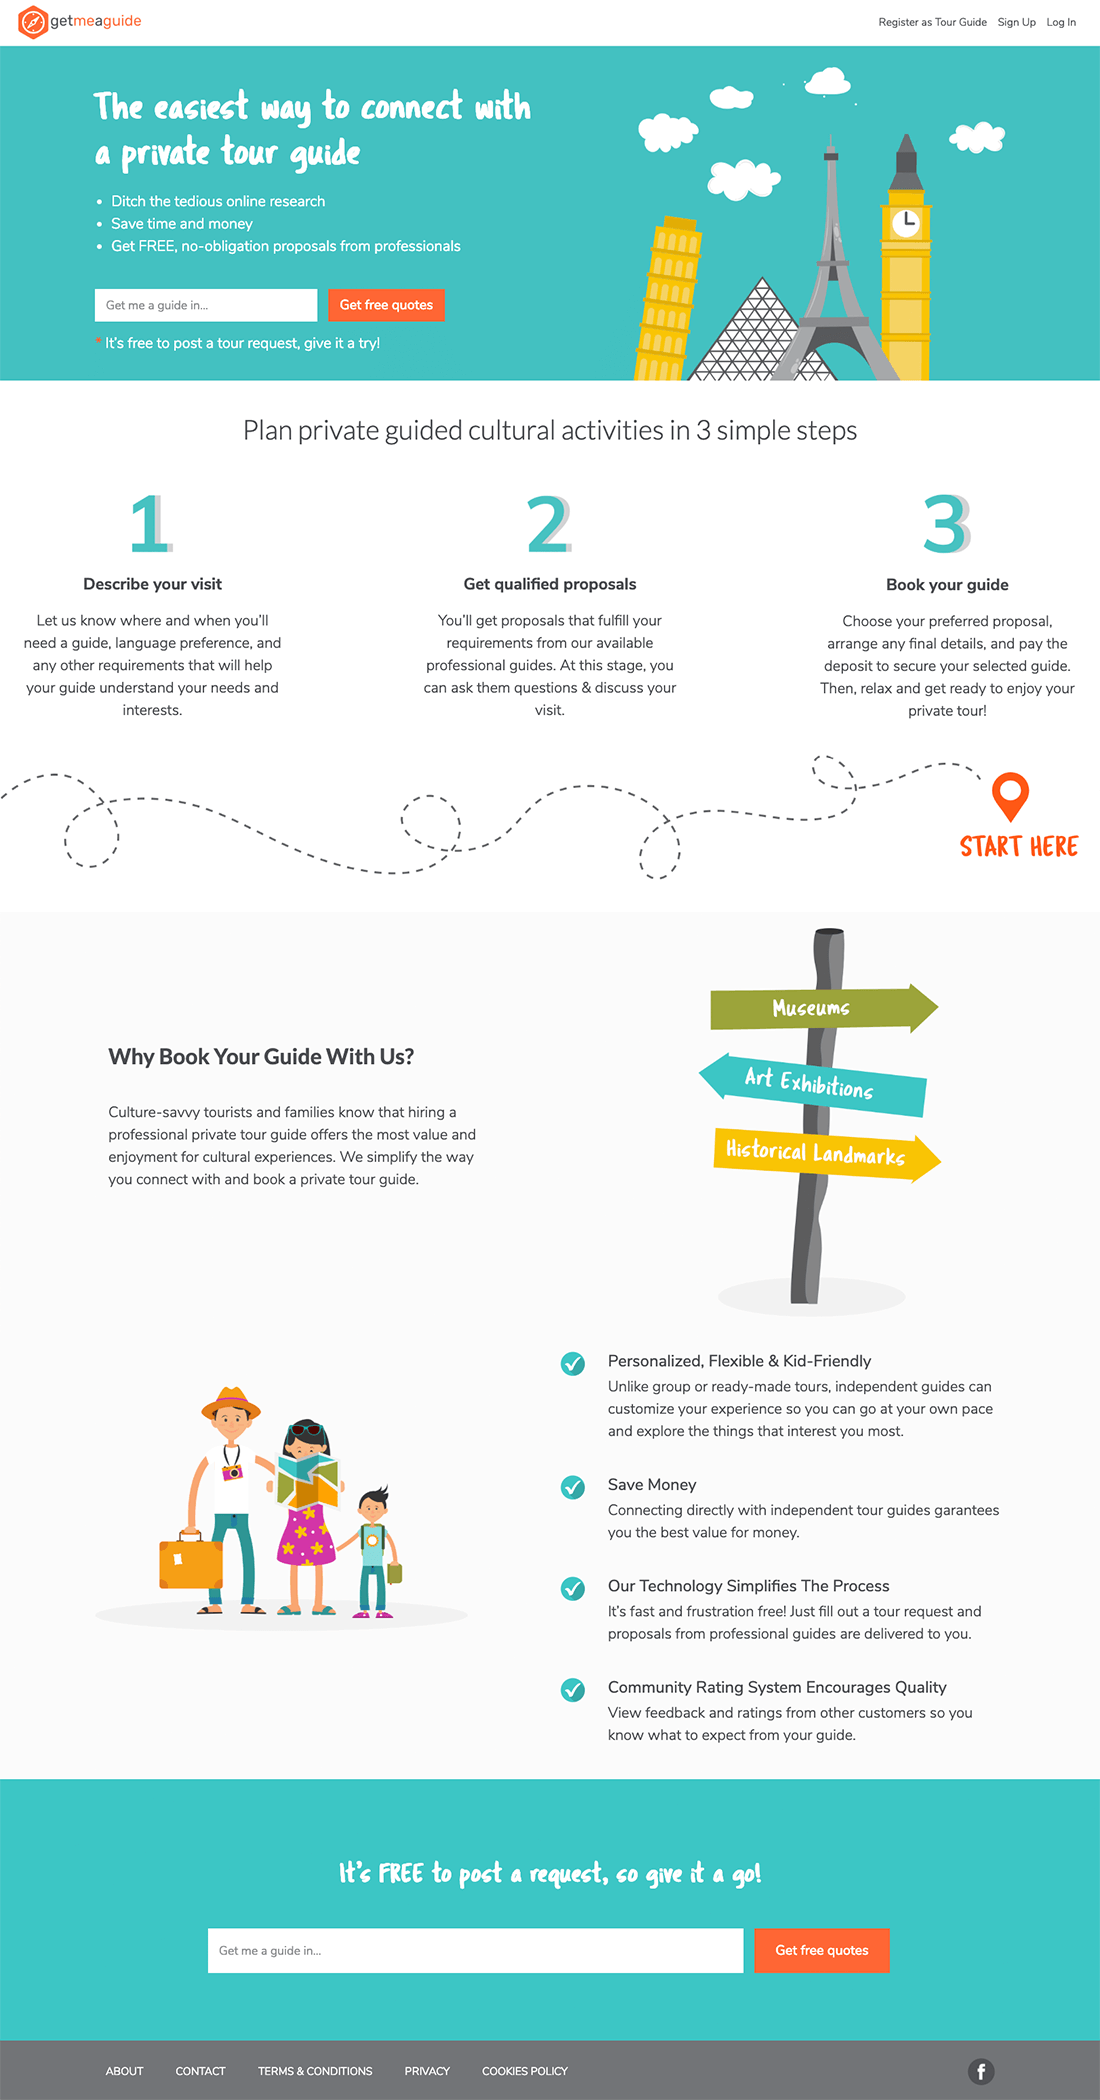 getmeaguide
Register as Tour Guide Sign Up Log In
The easiest way to connect with
a private tour guide
• Ditch the tedious online research
• Save time and money
• Get FREE, no-obligation proposals from professionals
Get me a guide in...
Get free quotes
* It's free to post a tour request, give it a try!
Plan private guided cultural activities in 3 simple steps
1
Describe your visit
Let us know where and when you'll
need a guide, language preference, and
any other requirements that will help
your guide understand your needs and
interests.
2
Get qualified proposals
You'll get proposals that fulfill your
requirements from our available
professional guides. At this stage, you
can ask them questions & discuss your
visit.
3
Book your guide
Choose your preferred proposal,
arrange any final details, and pay the
deposit to secure your selected guide.
Then, relax and get ready to enjoy your
private tour!
START HERE
Museums
Art Exhibitions
Historical Landmarks
Why Book Your Guide With Us?
Culture-savvy tourists and families know that hiring a
professional private tour guide offers the most value and
enjoyment for cultural experiences. We simplify the way
you connect with and book a private tour guide.
Personalized, Flexible & Kid-Friendly
Unlike group or ready-made tours, independent guides can
customize your experience so you can go at your own pace
and explore the things that interest you most.
Save Money
Connecting directly with independent tour guides garantees
you the best value for money.
Our Technology Simplifies The Process
It's fast and frustration free! Just fill out a tour request and
proposals from professional guides are delivered to you.
Community Rating System Encourages Quality
View feedback and ratings from other customers so you
know what to expect from your guide.
It's FREE to post a request, so give it a go!
Get me a guide in...
Get free quotes
ABOUT CONTACT TERMS & CONDITIONS PRIVACY COOKIES POLICY